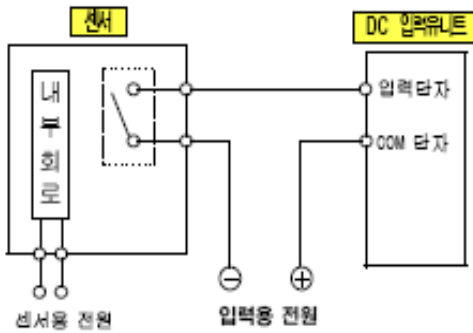 센서
DC 입력유니트
내부회로
입력단자
COM 단자
센서용 전원
입력용 전원